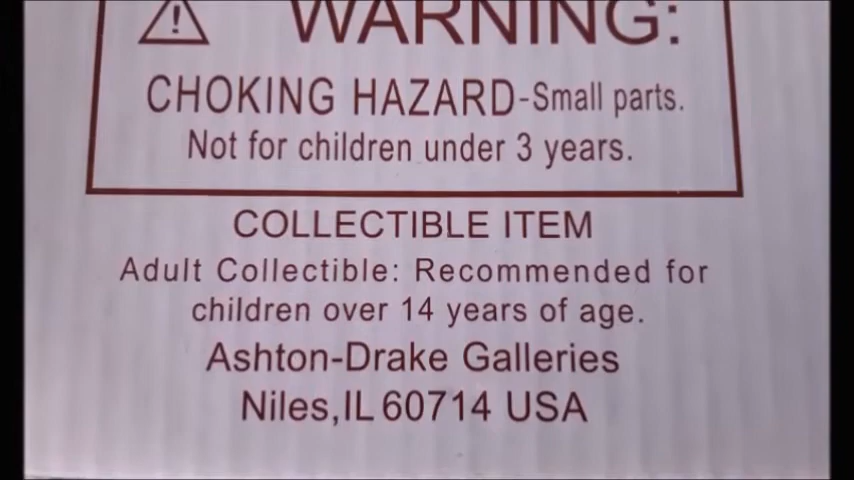 WARNING:
CHOKING HAZARD-Small parts.
Not for children under 3 years.
COLLECTIBLE ITEM
Adult Collectible: Recommended for
children over 14 years of age.
Ashton-Drake Galleries
Niles,IL 60714 USA